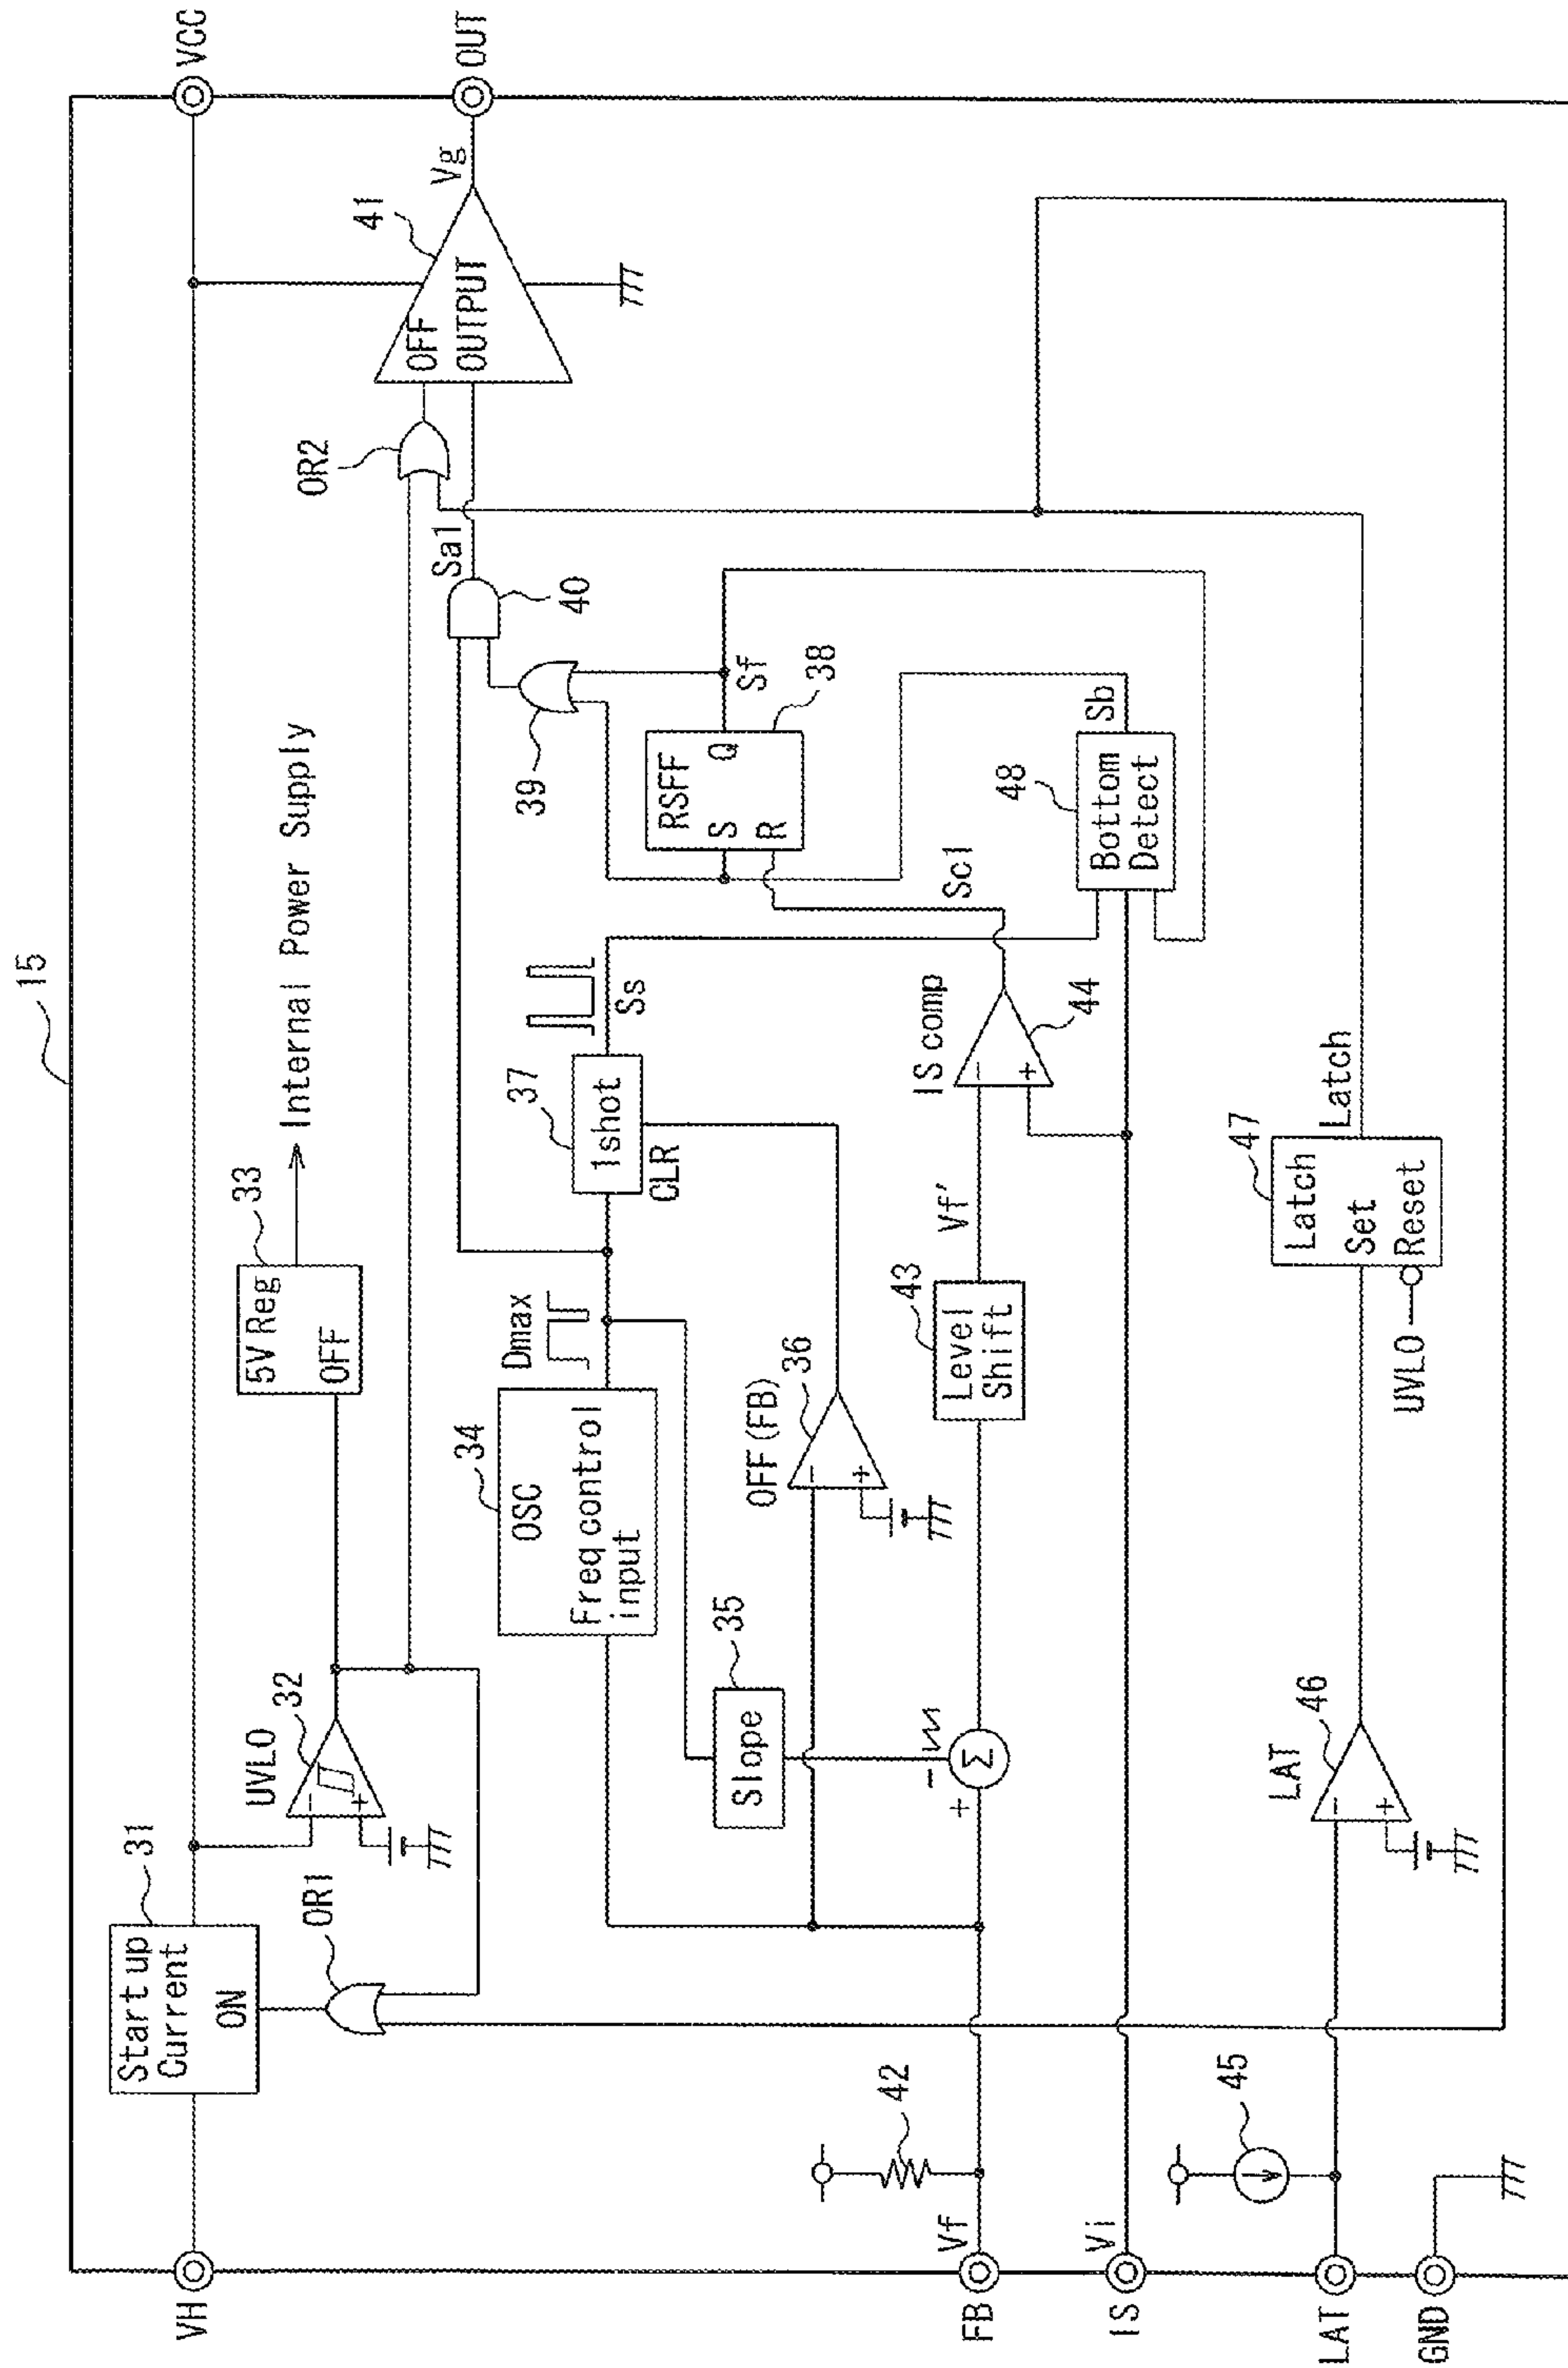 15
VH
Start up
Current
ON
31
OR1
UVLO
32
5V Reg
OFF
33
Internal Power Supply
VCC
OSC
Freq control
input
34
Dmax
1shot
CLR
37
Ss
Slope
35
OFF(FB)
36
Sa1
40
39
OR2
OFF
OUTPUT
41
Vg
OUT
RSFF
S
Q
R
38
Sf
FB
Vf
42
+
−
Σ
Level
Shift
43
Vf'
IS comp
44
Sc1
IS
Vi
Bottom
Detect
48
Sb
LAT
45
LAT
46
Latch
Set
Reset
47
UVLO
Latch
GND